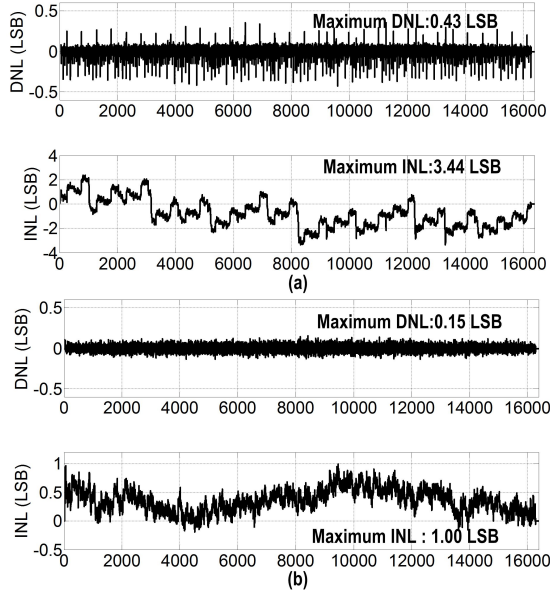 Maximum DNL:0.43 LSB
DNL (LSB)
0.5
0
-0.5
0 2000 4000 6000 8000 10000 12000 14000 16000
Maximum INL:3.44 LSB
INL (LSB)
4
2
0
-2
-4
0 2000 4000 6000 8000 10000 12000 14000 16000
(a)
Maximum DNL:0.15 LSB
DNL (LSB)
0.5
0
-0.5
0 2000 4000 6000 8000 10000 12000 14000 16000
INL (LSB)
1
0.5
0
-0.5
Maximum INL : 1.00 LSB
0 2000 4000 6000 8000 10000 12000 14000 16000
(b)